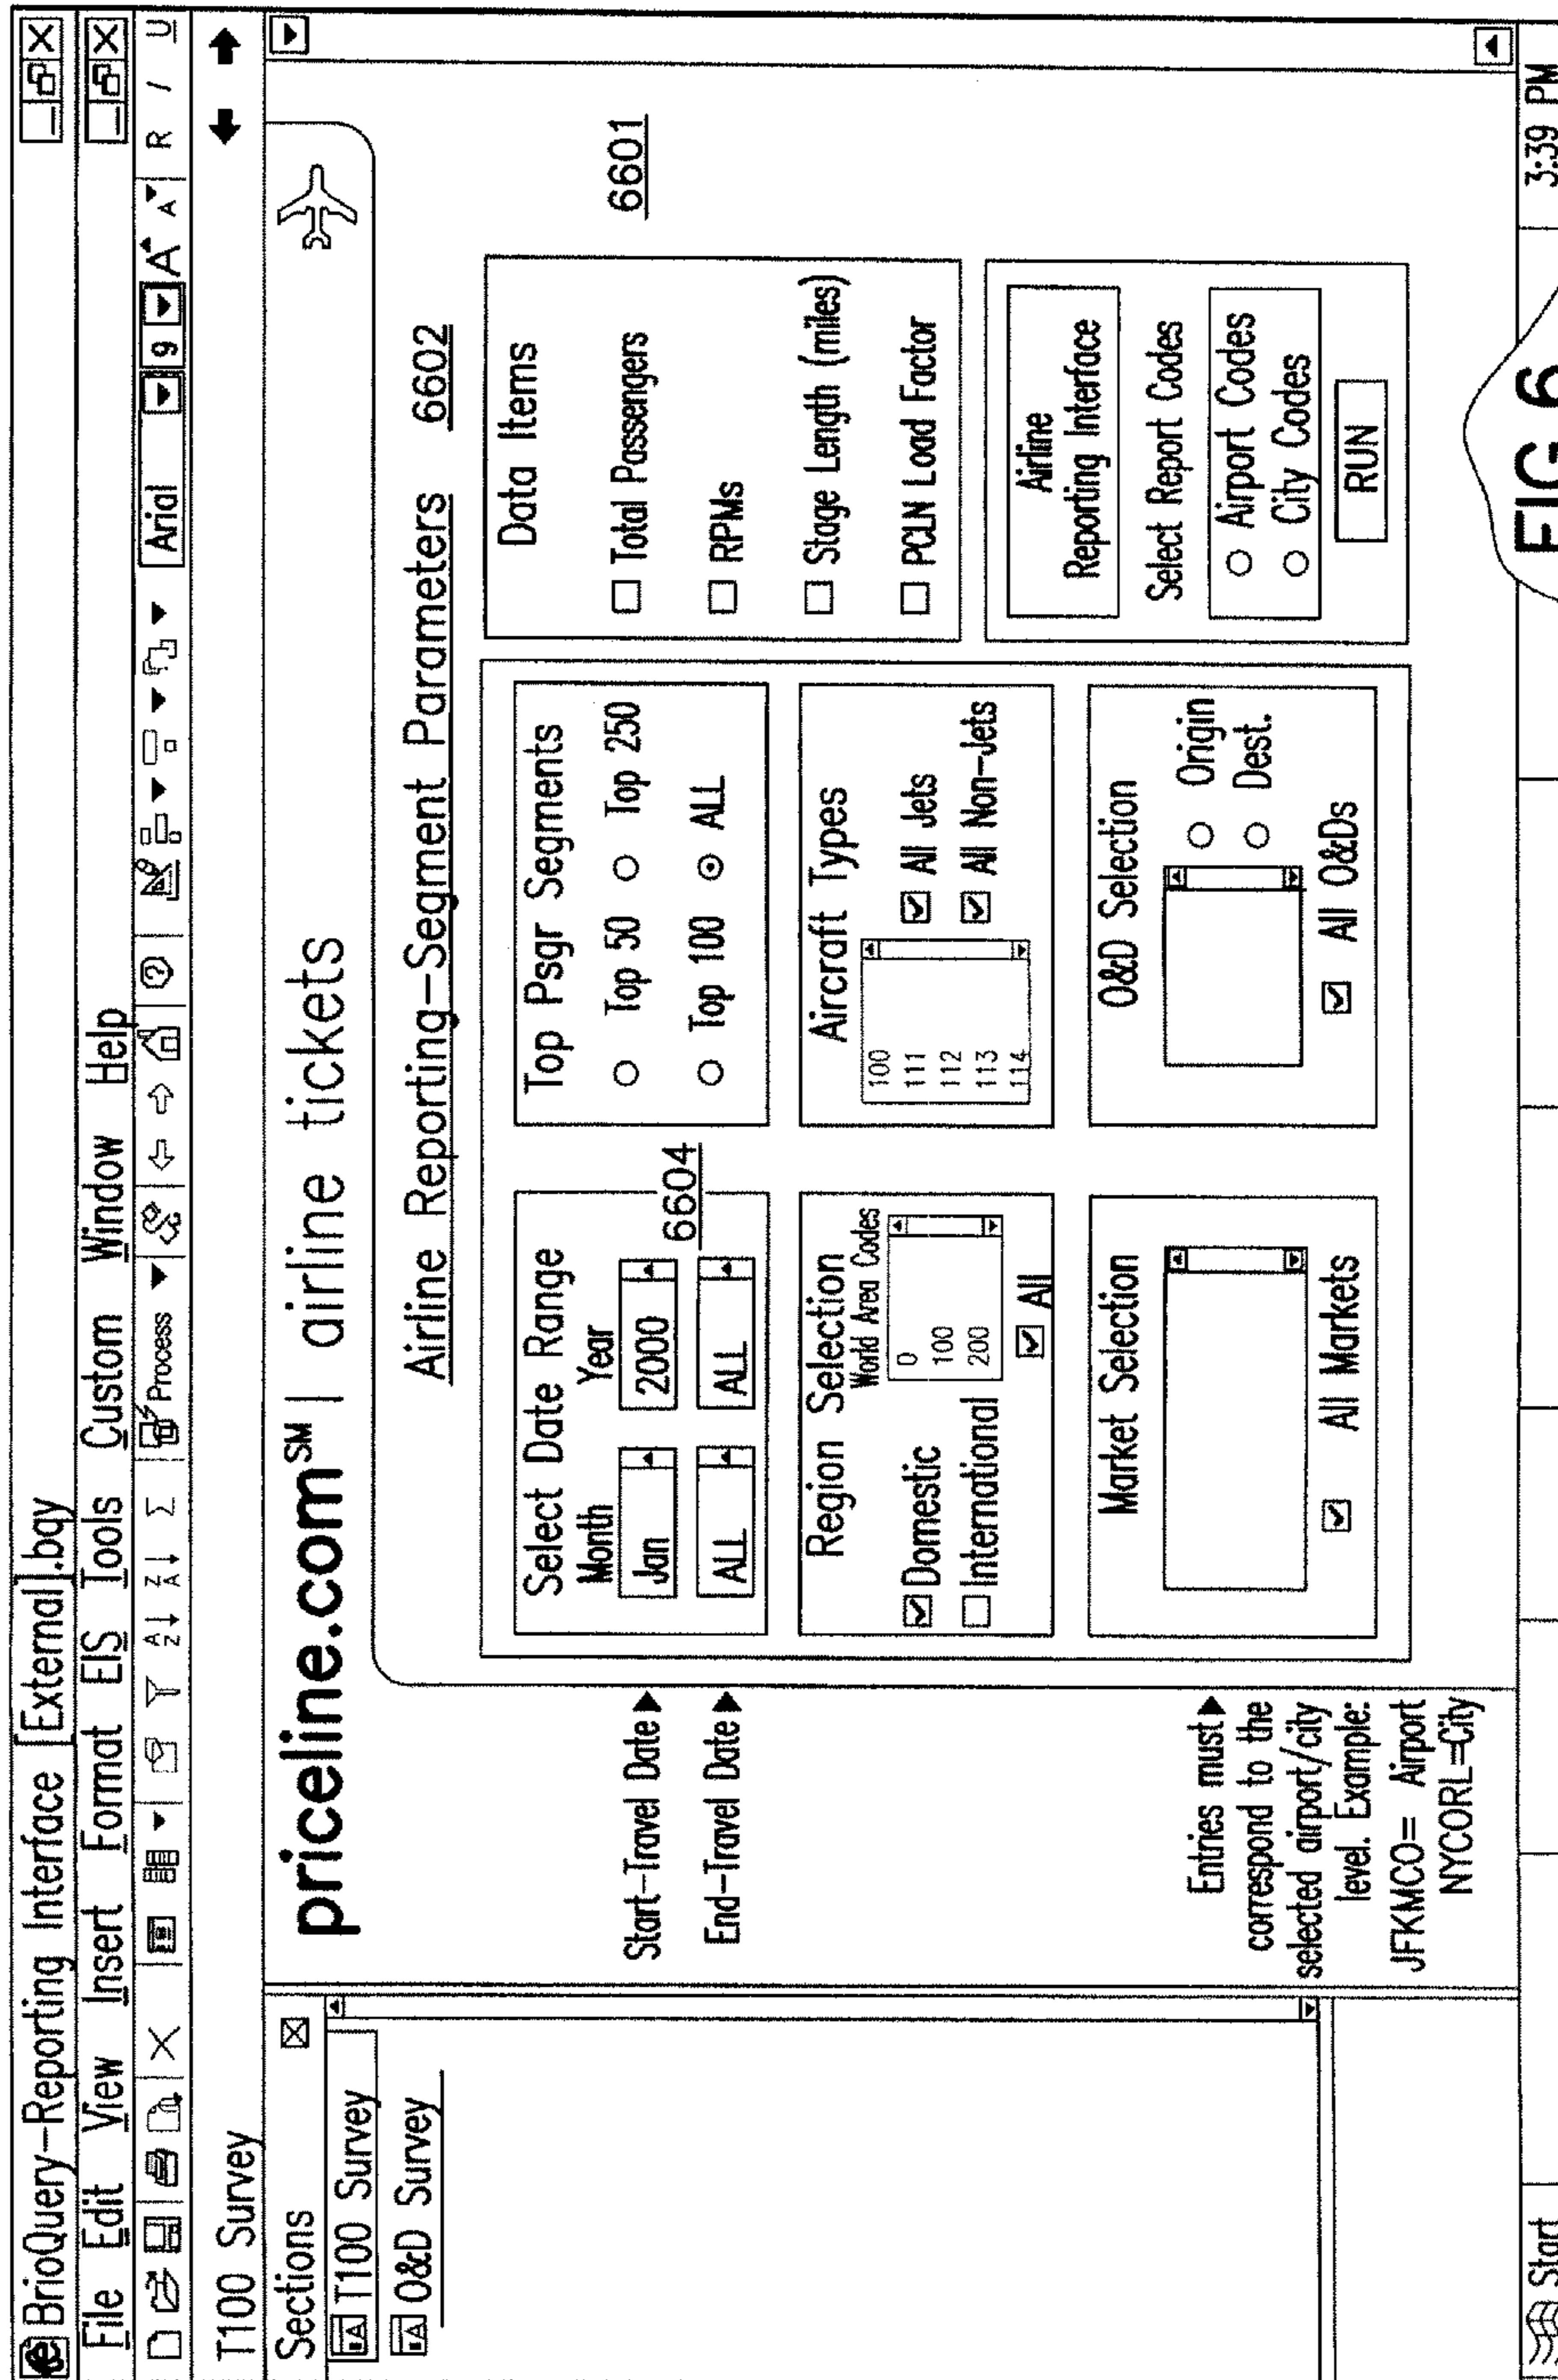 BrioQuery-Reporting Interface [External].bqy
File Edit View Insert Format EIS Tools Custom Window Help
Process
Arial 9 A A R / U
T100 Survey
Sections
T100 Survey
O&D Survey
priceline.com℠ | airline tickets
Airline Reporting-Segment Parameters 6602
6601
Start-Travel Date
End-Travel Date
Select Date Range
Month Year
Jan 2000
ALL ALL
6604
Top Psgr Segments
Top 50 Top 250
Top 100 ALL
Data Items
Total Passengers
RPMs
Stage Length (miles)
PCLN Load Factor
Region Selection
World Area Codes
Domestic
International
0
100
200
All
Aircraft Types
100
111
112
113
114
All Jets
All Non-Jets
Airline
Reporting Interface
Select Report Codes
Airport Codes
City Codes
RUN
Entries must
correspond to the
selected airport/city
level. Example:
JFKMCO= Airport
NYCORL=City
Market Selection
All Markets
O&D Selection
Origin
Dest.
All O&Ds
Start
3:39 PM
FIG 6